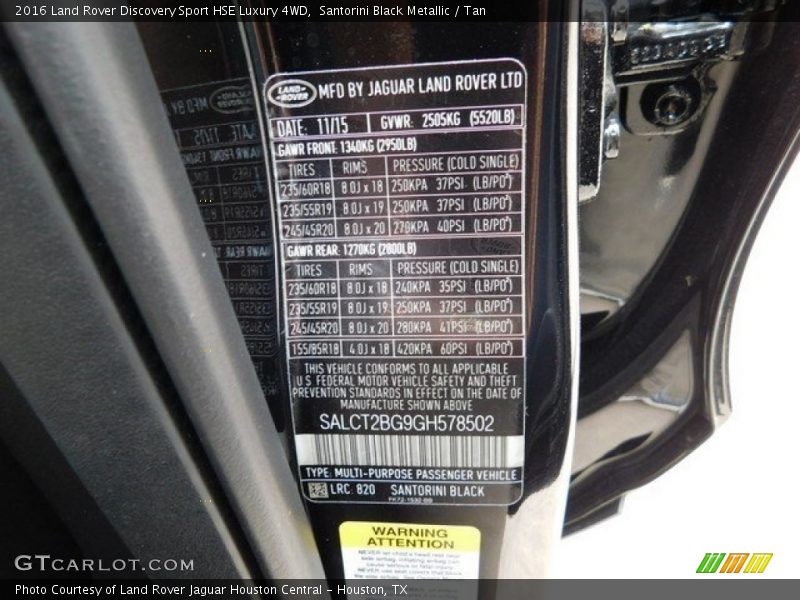 2016 Land Rover Discovery Sport HSE Luxury 4WD,  Santorini Black Metallic / Tan
LAND ROVER MFD BY JAGUAR LAND ROVER LTD
DATE: 11/15 GVWR: 2505KG (5520LB)
GAWR FRONT: 1340KG (2950LB)
TIRES RIMS PRESSURE (COLD SINGLE)
235/60R18 8.0J x 18 250KPA 37PSI (LB/PO²)
235/55R19 8.0J x 19 250KPA 37PSI (LB/PO²)
245/45R20 8.0J x 20 270KPA 40PSI (LB/PO²)
GAWR REAR: 1270KG (2800LB)
TIRES RIMS PRESSURE (COLD SINGLE)
235/60R18 8.0J x 18 240KPA 35PSI (LB/PO²)
235/55R19 8.0J x 19 250KPA 37PSI (LB/PO²)
245/45R20 8.0J x 20 280KPA 41PSI (LB/PO²)
155/85R18 4.0J x 18 420KPA 60PSI (LB/PO²)
THIS VEHICLE CONFORMS TO ALL APPLICABLE
U.S. FEDERAL MOTOR VEHICLE SAFETY AND THEFT
PREVENTION STANDARDS IN EFFECT ON THE DATE OF
MANUFACTURE SHOWN ABOVE
SALCT2BG9GH578502
TYPE: MULTI-PURPOSE PASSENGER VEHICLE
LRC. 820 SANTORINI BLACK
WARNING
ATTENTION
GTCARLOT.COM
Photo Courtesy of Land Rover Jaguar Houston Central - Houston, TX